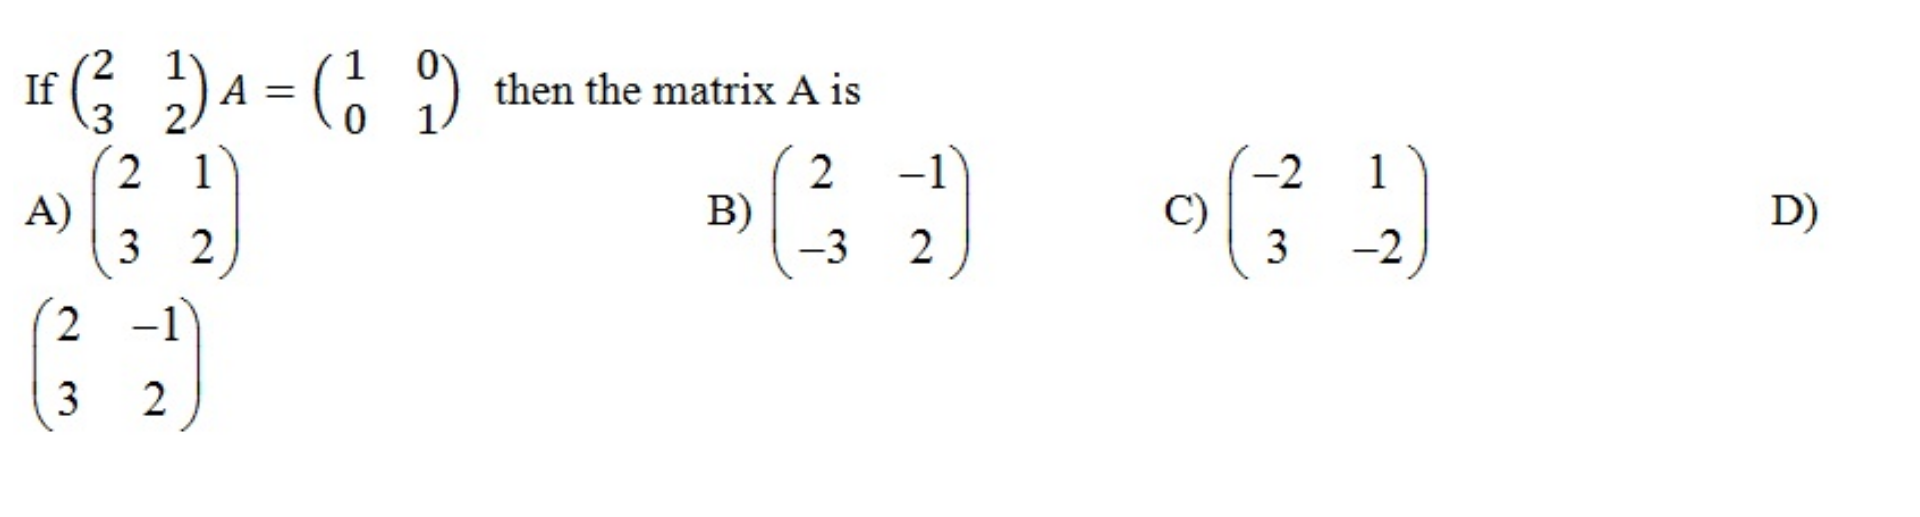 If (2 1
3 2) A = (1 0
0 1) then the matrix A is
A) (2 1
3 2) B) (2 −1
−3 2) C) (−2 1
3 −2) D)
(2 −1
3 2)